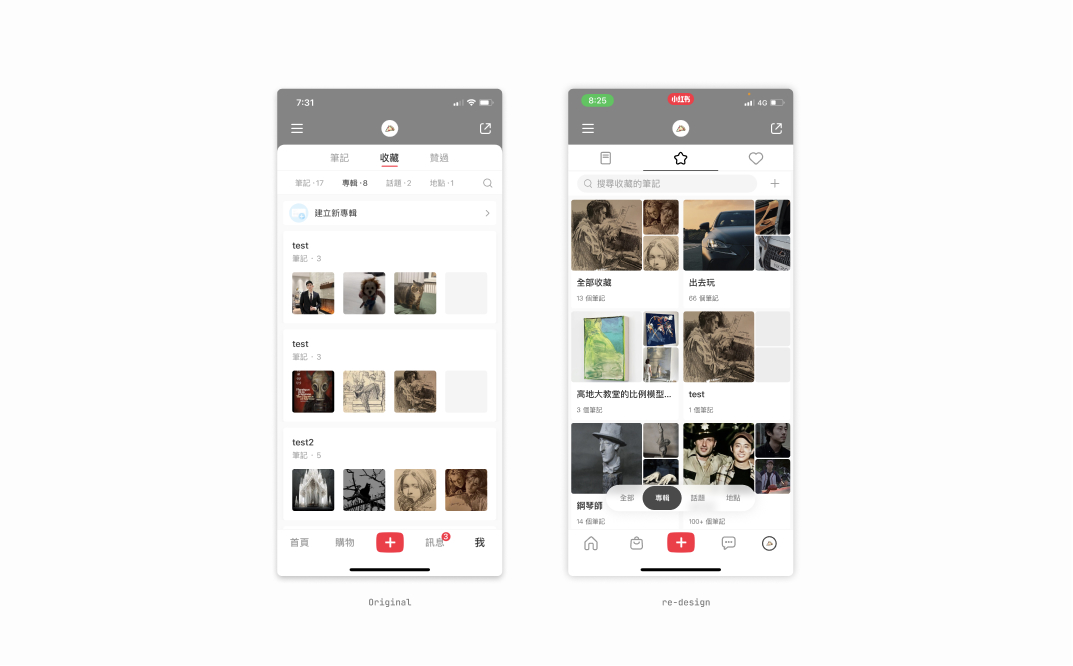 7:31
筆記 收藏 贊過
筆記·17 專輯·8 話題·2 地點·1
建立新專輯
test
筆記 · 3
test
筆記 · 3
test2
筆記 · 5
首頁 購物 訊息 3 我
Original
8:25 小红书 4G
搜尋收藏的筆記
全部收藏 出去玩
13 個筆記 66 個筆記
高地大教堂的比例模型... test
3 個筆記 1 個筆記
全部 專輯 話題 地點
鋼琴師
14 個筆記 100+ 個筆記
re-design